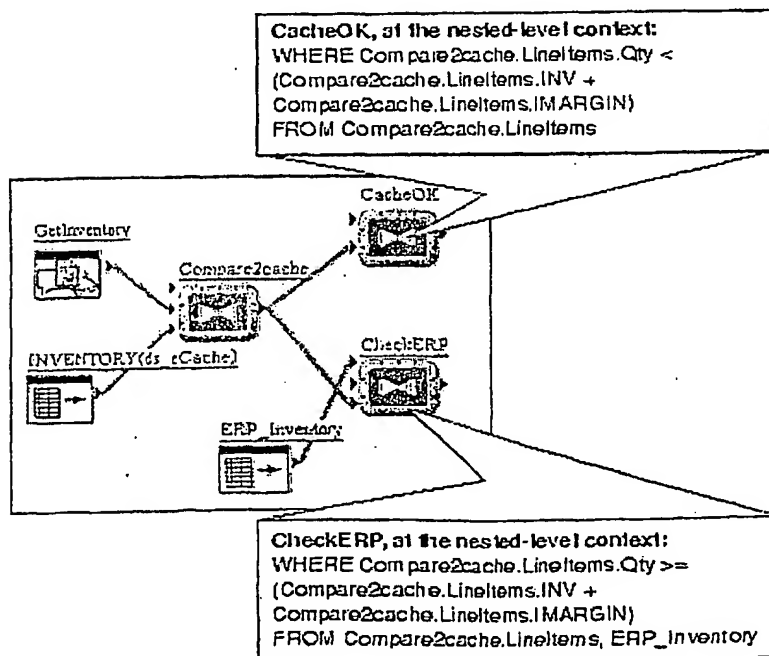 CacheOK, at the nested-level context:
WHERE Compare2cache.LineItems.Qty <
(Compare2cache.LineItems.INV +
Compare2cache.LineItems.IMARGIN)
FROM Compare2cache.LineItems
CacheOK
GetInventory
Compare2cache
INVENTORY(ds_eCache)
CheckERP
ERP_Inventory
CheckERP, at the nested-level context:
WHERE Compare2cache.LineItems.Qty >=
(Compare2cache.LineItems.INV +
Compare2cache.LineItems.IMARGIN)
FROM Compare2cache.LineItems, ERP_Inventory